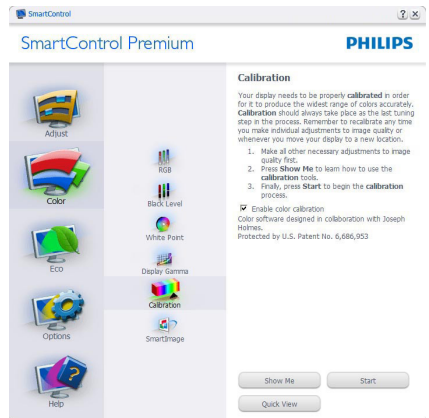 SmartControl
SmartControl Premium
PHILIPS
Adjust
Color
Eco
Options
Help
RGB
Black Level
White Point
Display Gamma
Calibration
SmartImage
Calibration
Your display needs to be properly calibrated in order
for it to produce the widest range of colors accurately.
Calibration should always take place as the last tuning
step in the process. Remember to recalibrate any time
you make individual adjustments to image quality or
whenever you move your display to a new location.
1. Make all other necessary adjustments to image
quality first.
2. Press Show Me to learn how to use the
calibration tools.
3. Finally, press Start to begin the calibration
process.
Enable color calibration
Color software designed in collaboration with Joseph
Holmes.
Protected by U.S. Patent No. 6,686,953
Show Me
Start
Quick View